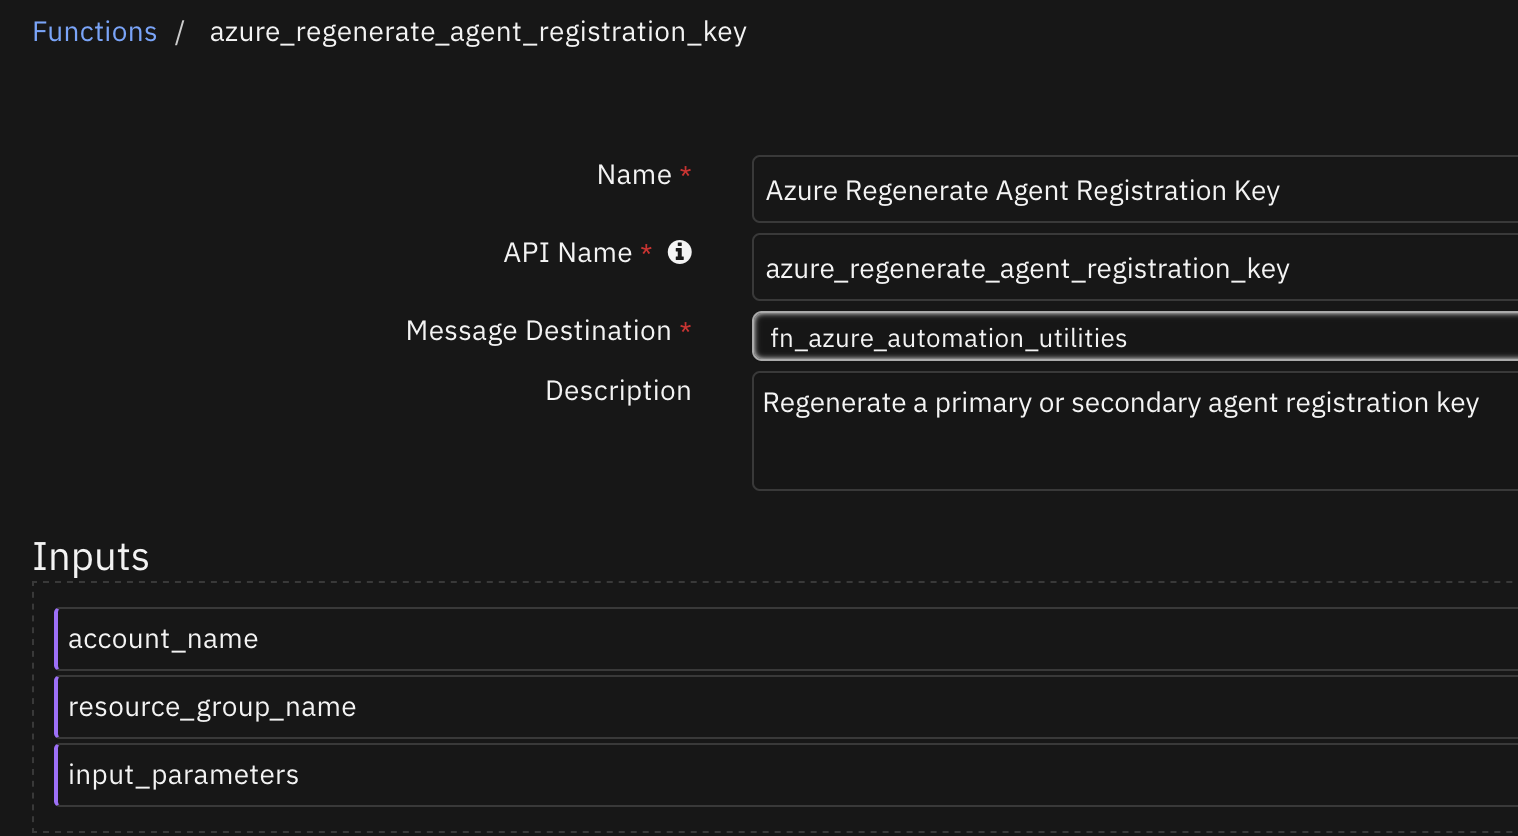 Functions / azure_regenerate_agent_registration_key
Name *
Azure Regenerate Agent Registration Key
API Name *
azure_regenerate_agent_registration_key
Message Destination *
fn_azure_automation_utilities
Description
Regenerate a primary or secondary agent registration key
Inputs
account_name
resource_group_name
input_parameters